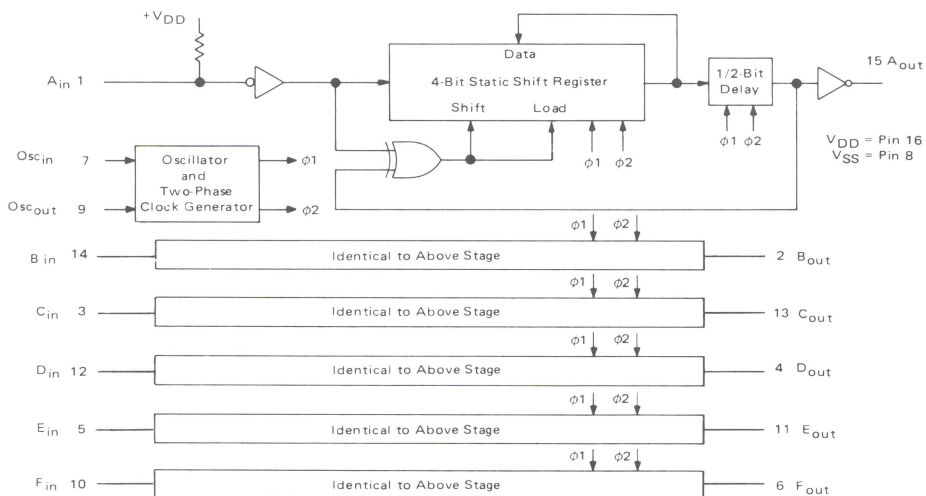 +VDD
Data
Ain 1
4-Bit Static Shift Register
1/2-Bit
Delay
15 Aout
Shift Load
ϕ1 ϕ2
VDD = Pin 16
VSS = Pin 8
ϕ1 ϕ2
Oscin 7
Oscillator
and
Two-Phase
Clock Generator
ϕ1
Oscout 9
ϕ2
ϕ1 ϕ2
Bin 14
Identical to Above Stage
2 Bout
ϕ1 ϕ2
Cin 3
Identical to Above Stage
13 Cout
ϕ1 ϕ2
Din 12
Identical to Above Stage
4 Dout
ϕ1 ϕ2
Ein 5
Identical to Above Stage
11 Eout
ϕ1 ϕ2
Fin 10
Identical to Above Stage
6 Fout